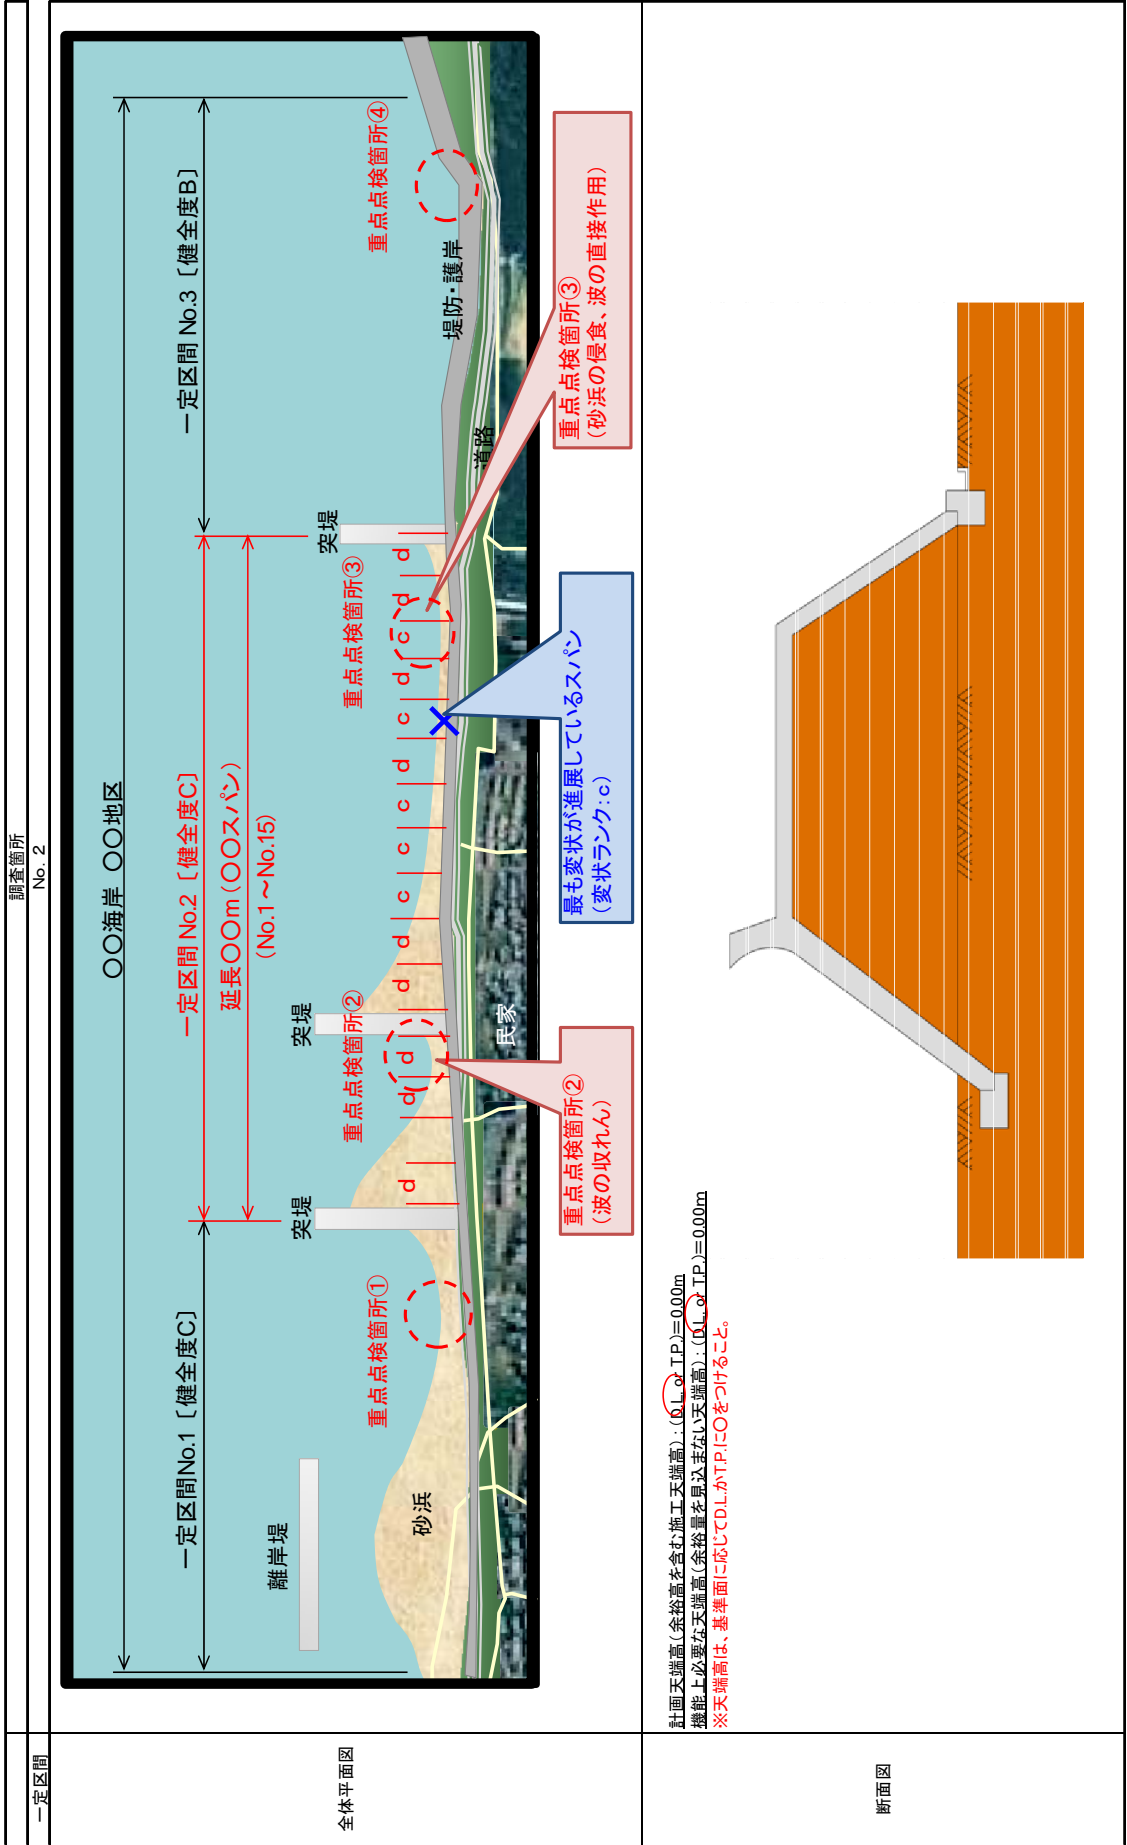 調査箇所
一定区間
No. 2
全体平面図
〇〇海岸 〇〇地区
一定区間No.1 [健全度C]
一定区間 No.2 [健全度C]
一定区間 No.3 [健全度B]
延長〇〇m(〇〇スパン)
(No.1~No.15)
離岸堤
突堤
突堤
突堤
重点点検箇所①
重点点検箇所②
重点点検箇所③
重点点検箇所④
砂浜
d
d
d
d
d
c
c
c
d
c
d
c
d
d
堤防・護岸
道路
民家
重点点検箇所②
(波の収れん)
最も変状が進展しているスパン
(変状ランク:c)
重点点検箇所③
(砂浜の侵食、波の直接作用)
断面図
計画天端高(余裕高を含む施工天端高):(D.L. or T.P.)=0.00m
機能上必要な天端高(余裕量を見込まない天端高):(D.L. or T.P.)=0.00m
※天端高は、基準面に応じてD.L.かT.P.に〇をつけること。